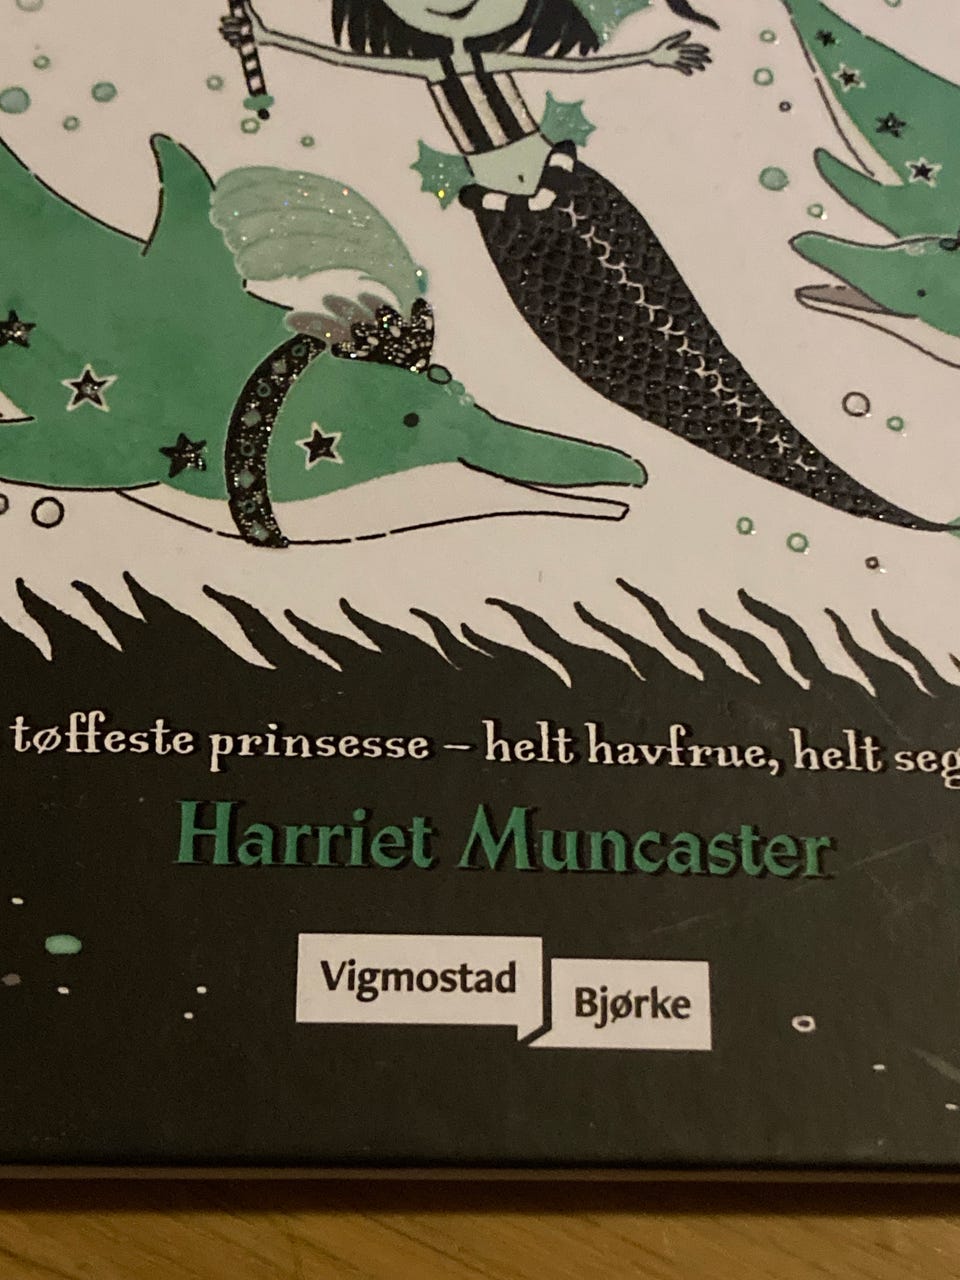 tøffeste prinsesse – helt havfrue, helt seg
Harriet Muncaster
Vigmostad
Bjørke